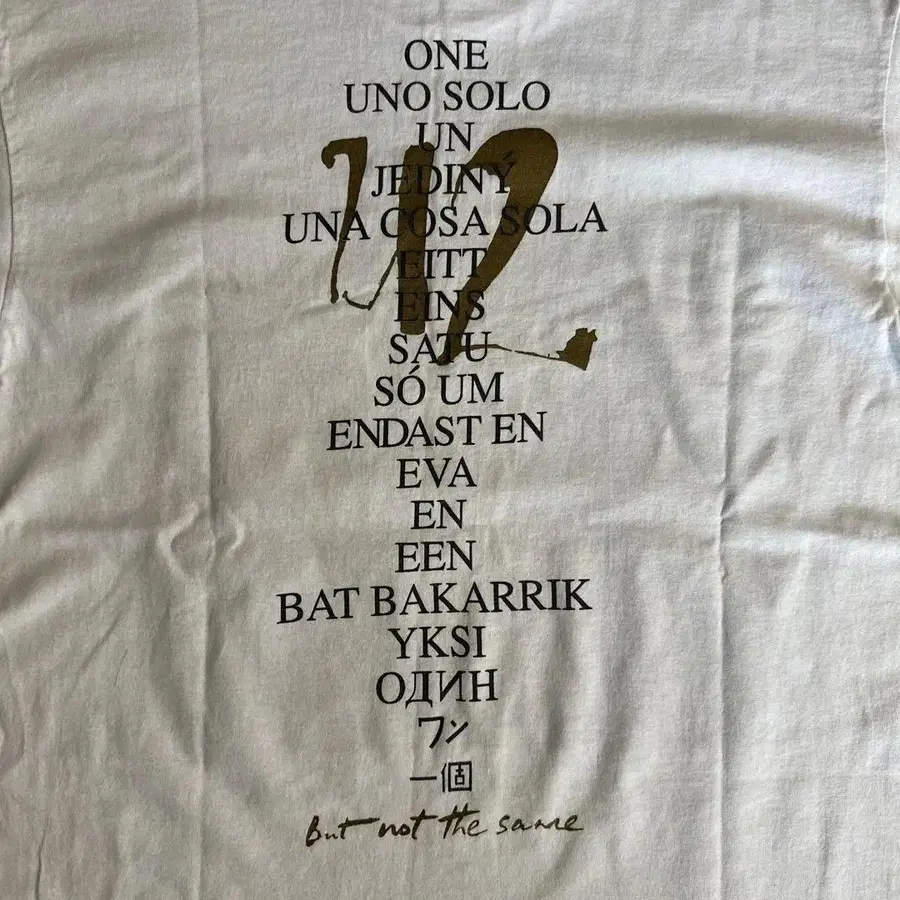 ONE
UNO SOLO
UN
U2
JEDINÝ
UNA COSA SOLA
EITT
EINS
SATU
SÓ UM
ENDAST EN
EVA
EN
EEN
BAT BAKARRIK
YKSI
ОДИН
ワン
一個
But not the same